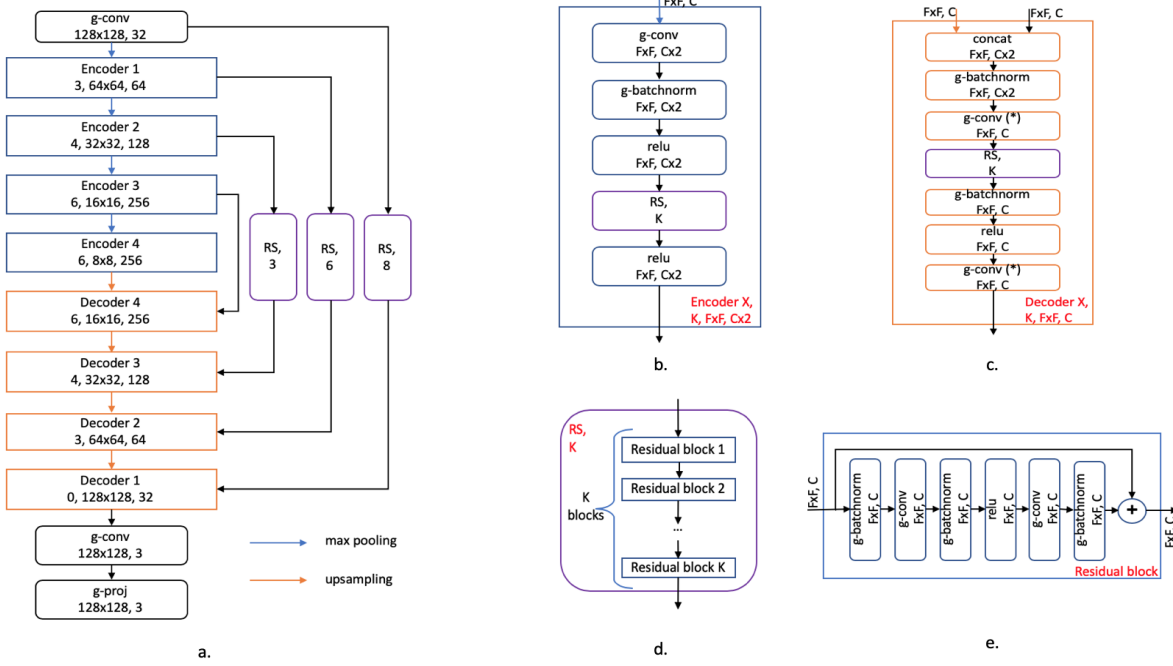 g-conv
128x128, 32
Encoder 1
3, 64x64, 64
Encoder 2
4, 32x32, 128
Encoder 3
6, 16x16, 256
Encoder 4
6, 8x8, 256
Decoder 4
6, 16x16, 256
Decoder 3
4, 32x32, 128
Decoder 2
3, 64x64, 64
Decoder 1
0, 128x128, 32
g-conv
128x128, 3
g-proj
128x128, 3
RS,
3
RS,
6
RS,
8
max pooling
upsampling
a.
FxF, C
g-conv
FxF, Cx2
g-batchnorm
FxF, Cx2
relu
FxF, Cx2
RS,
K
relu
FxF, Cx2
Encoder X,
K, FxF, Cx2
b.
FxF, C
FxF, C
concat
FxF, Cx2
g-batchnorm
FxF, Cx2
g-conv (*)
FxF, C
RS,
K
g-batchnorm
FxF, C
relu
FxF, C
g-conv (*)
FxF, C
Decoder X,
K, FxF, C
c.
RS,
K
K
blocks
Residual block 1
Residual block 2
...
Residual block K
d.
FxF, C
g-batchnorm
FxF, C
g-conv
FxF, C
g-batchnorm
FxF, C
relu
FxF, C
g-conv
FxF, C
g-batchnorm
FxF, C
+
FxF, C
Residual block
e.